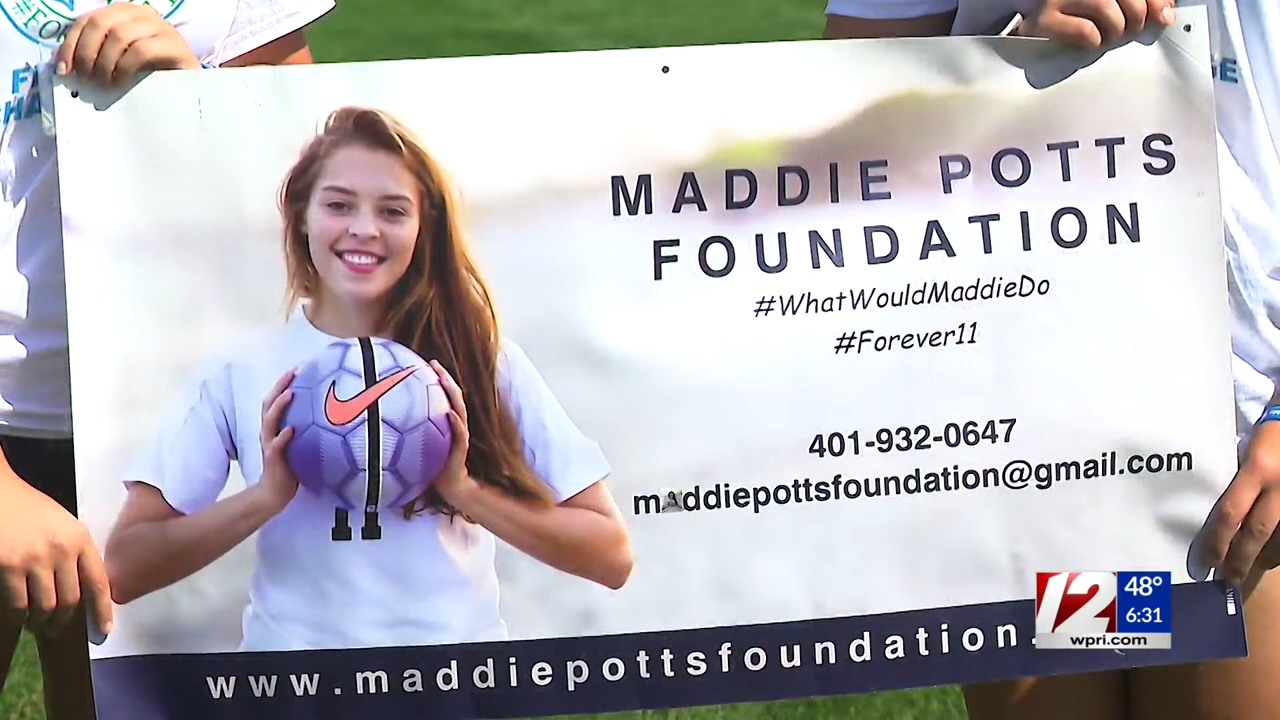 MADDIE POTTS
FOUNDATION
#WhatWouldMaddieDo
#Forever11
401-932-0647
maddiepottsfoundation@gmail.com
11
www.maddiepottsfoundation.
12
48°
6:31
wpri.com